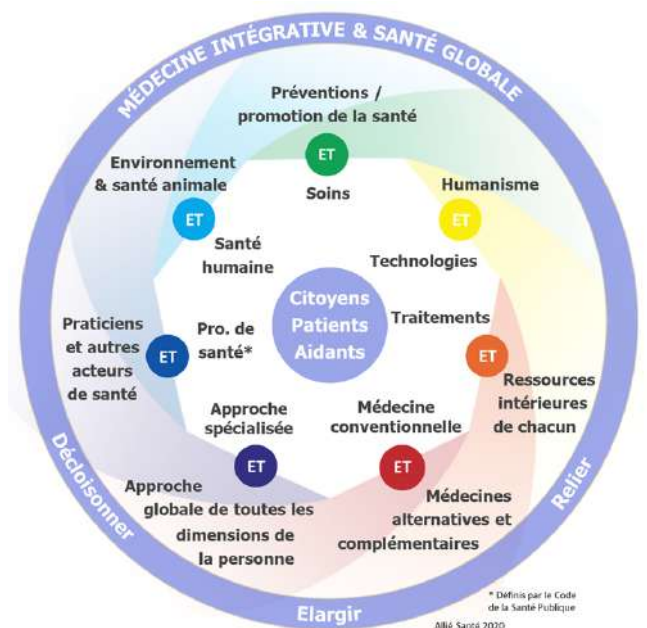 MÉDECINE INTÉGRATIVE & SANTÉ GLOBALE
Préventions /
promotion de la santé
ET
Soins
Environnement
& santé animale
ET
Santé
humaine
Humanisme
ET
Technologies
Citoyens
Patients
Aidants
Praticiens
et autres
acteurs
de santé
ET
Pro. de
santé*
Traitements
ET
Ressources
intérieures
de chacun
Approche
spécialisée
ET
Approche
globale de toutes les
dimensions de
la personne
Médecine
conventionnelle
ET
Médecines
alternatives et
complémentaires
Décloisonner
Elargir
Relier
* Définis par le Code
de la Santé Publique
Allié Santé 2020